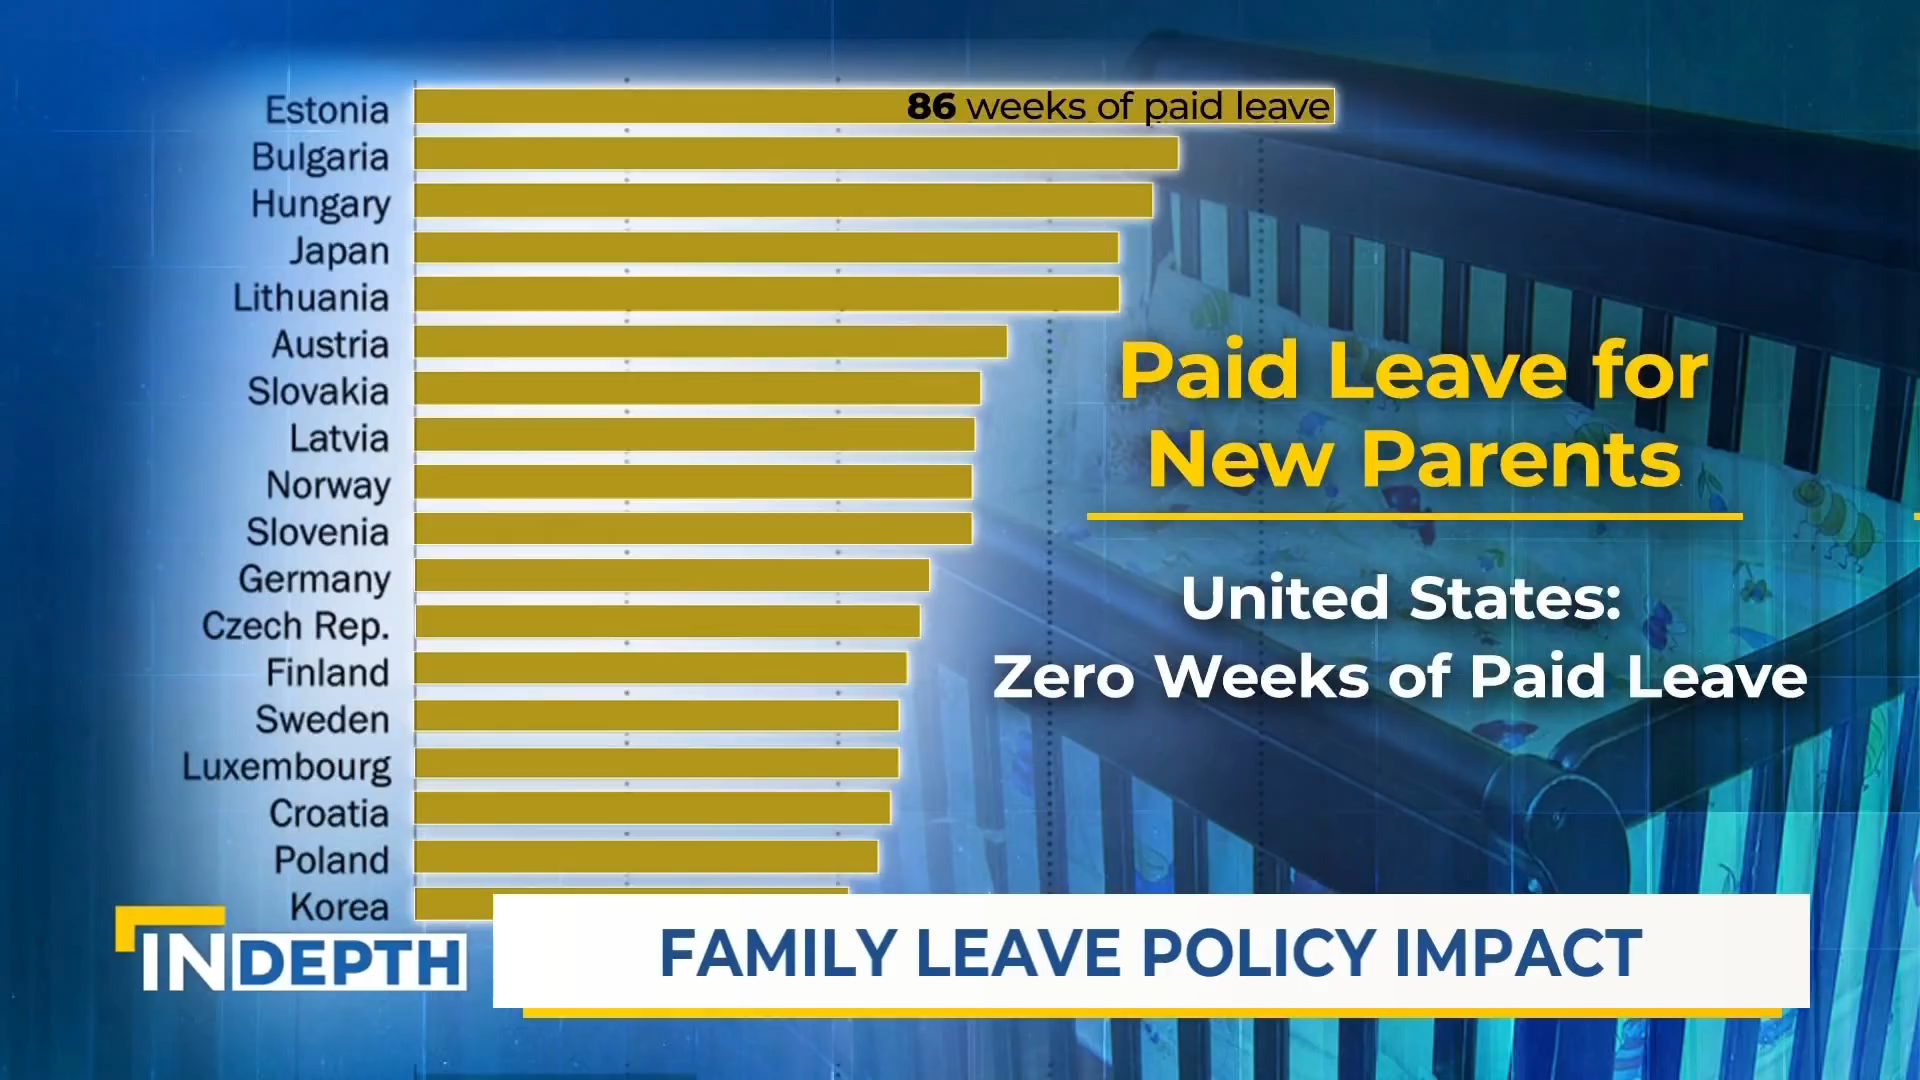 Estonia
86 weeks of paid leave
Bulgaria
Hungary
Japan
Lithuania
Austria
Slovakia
Latvia
Norway
Slovenia
Germany
Czech Rep.
Finland
Sweden
Luxembourg
Croatia
Poland
Korea
Paid Leave for
New Parents
United States:
Zero Weeks of Paid Leave
INDEPTH
FAMILY LEAVE POLICY IMPACT